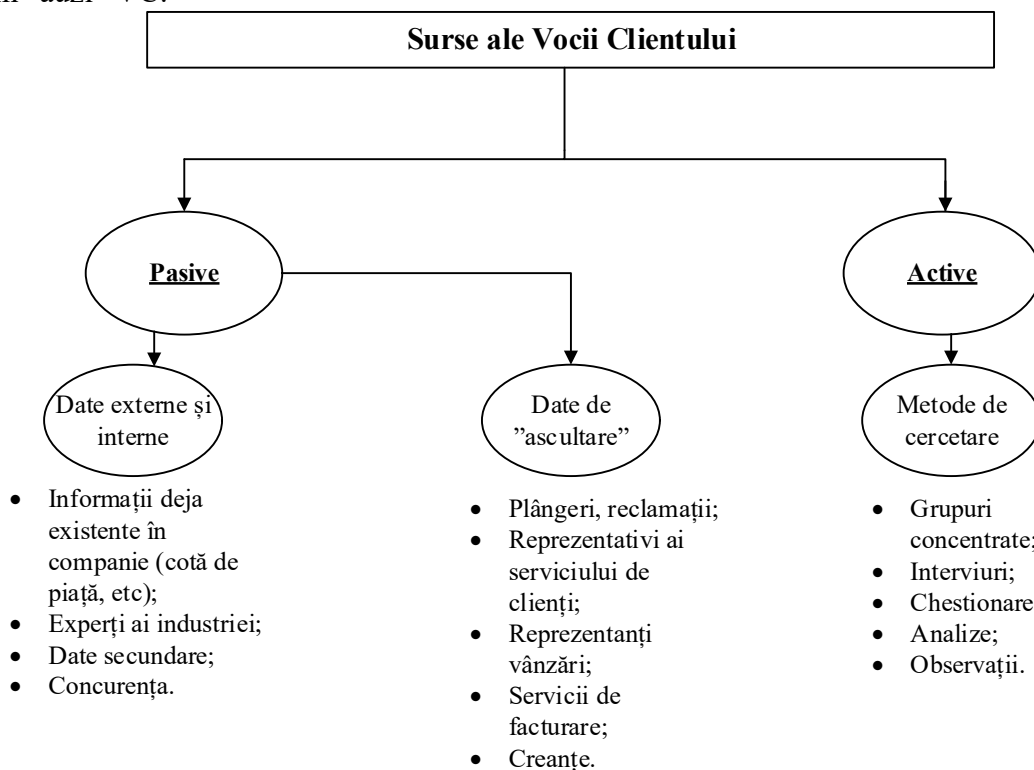 Surse ale Vocii Clientului
Pasive
Active
Date externe și
interne
Date de
”ascultare”
Metode de
cercetare
• Informații deja
existente în
companie (cotă de
piață, etc);
• Experți ai industriei;
• Date secundare;
• Concurența.
• Plângeri, reclamații;
• Reprezentativi ai
serviciului de
clienți;
• Reprezentanți
vânzări;
• Servicii de
facturare;
• Creanțe.
• Grupuri
concentrate;
• Interviuri;
• Chestionare
• Analize;
• Observații.